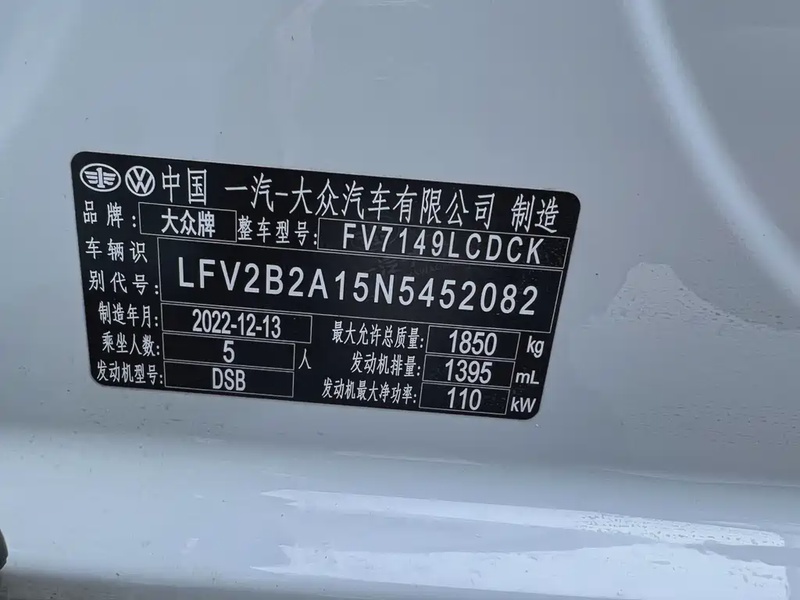 中国 一汽-大众汽车有限公司 制造
品牌: 大众牌 整车型号: FV7149LCDCK
车辆识别代号: LFV2B2A15N5452082
制造年月: 2022-12-13 最大允许总质量: 1850 kg
乘坐人数: 5 人 发动机排量: 1395 mL
发动机型号: DSB 发动机最大净功率: 110 kW